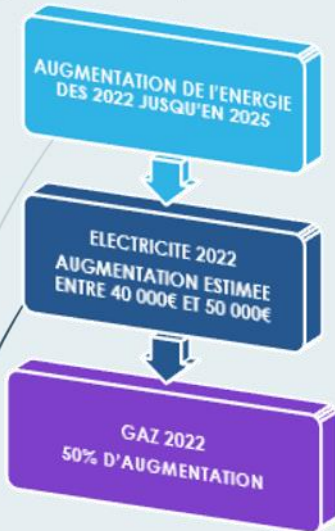 AUGMENTATION DE l'ENERGIE
DES 2022 JUSQU'EN 2025
ELECTRICITE 2022
AUGMENTATION ESTIMEE
ENTRE 40 000€ ET 50 000€
GAZ 2022
50% D'AUGMENTATION